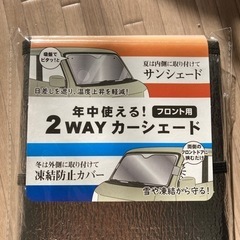 吸盤で
ピタッ!と
夏は内側に取り付けて
サンシェード
日差しを遮り、温度上昇を軽減!
年中使える!
フロント用
2WAY カーシェード
冬は外側に取り付けて
凍結防止カバー
両側の
フロントドアに
挟むだけ
雪や凍結から守る!